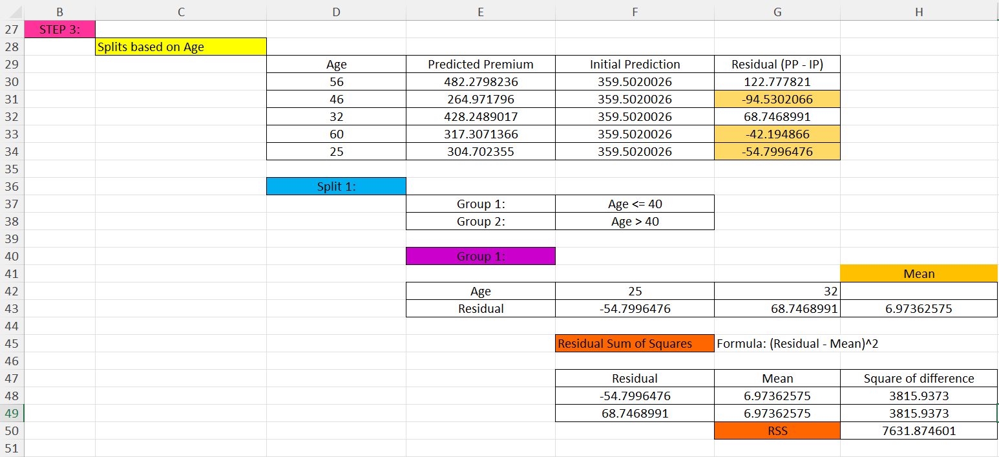 B C D E F G H
27 STEP 3:
28 Splits based on Age
29 Age Predicted Premium Initial Prediction Residual (PP - IP)
30 56 482.2798236 359.5020026 122.777821
31 46 264.971796 359.5020026 -94.5302066
32 32 428.2489017 359.5020026 68.7468991
33 60 317.3071366 359.5020026 -42.194866
34 25 304.702355 359.5020026 -54.7996476
35
36 Split 1:
37 Group 1: Age <= 40
38 Group 2: Age > 40
39
40 Group 1:
41 Mean
42 Age 25 32
43 Residual -54.7996476 68.7468991 6.97362575
44
45 Residual Sum of Squares Formula: (Residual - Mean)^2
46
47 Residual Mean Square of difference
48 -54.7996476 6.97362575 3815.9373
49 68.7468991 6.97362575 3815.9373
50 RSS 7631.874601
51